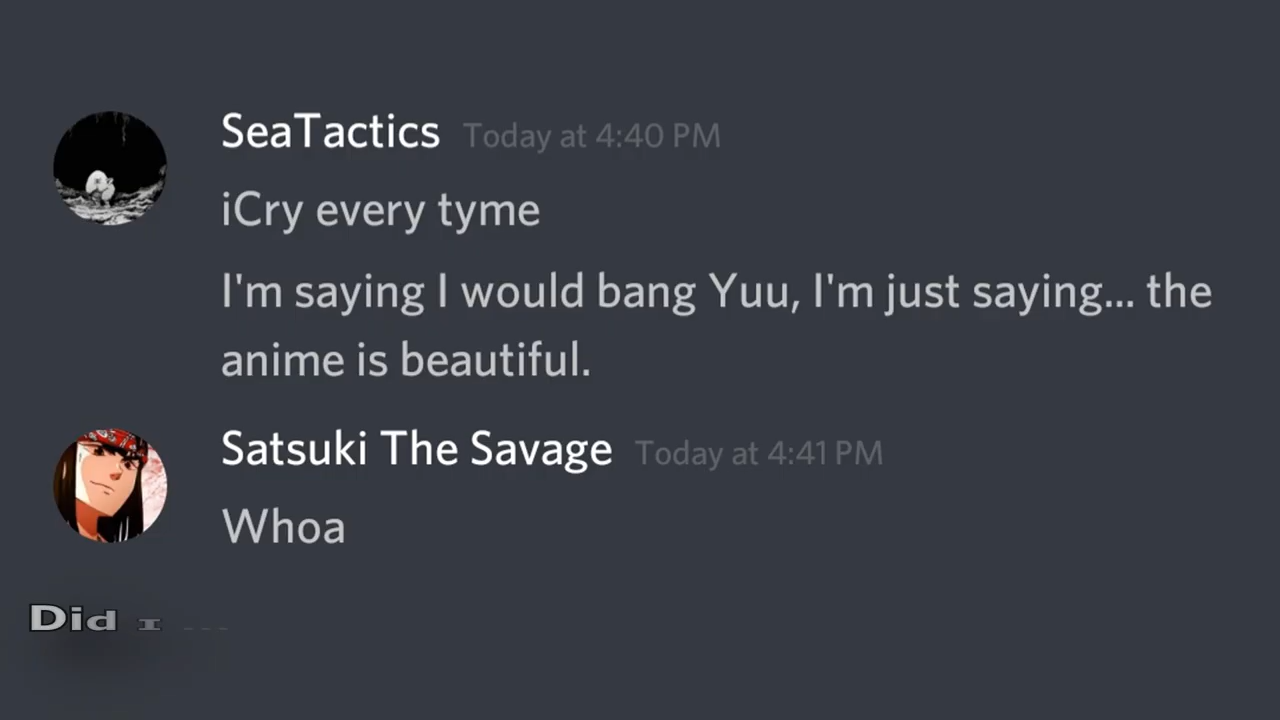 SeaTactics Today at 4:40 PM
iCry every tyme
I'm saying I would bang Yuu, I'm just saying... the
anime is beautiful.
Satsuki The Savage Today at 4:41 PM
Whoa
Did I ...